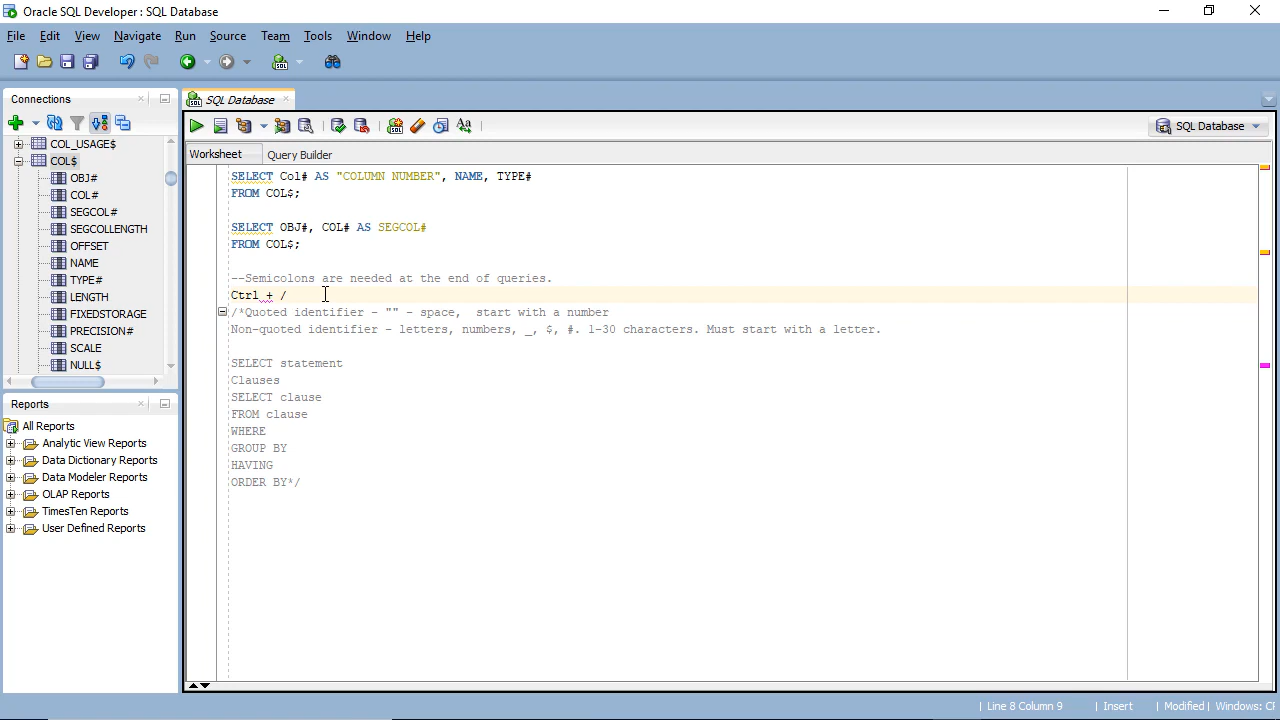 Oracle SQL Developer : SQL Database
File Edit View Navigate Run Source Team Tools Window Help
Connections
COL_USAGE$
COL$
OBJ#
COL#
SEGCOL#
SEGCOLLENGTH
OFFSET
NAME
TYPE#
LENGTH
FIXEDSTORAGE
PRECISION#
SCALE
NULL$
Reports
All Reports
Analytic View Reports
Data Dictionary Reports
Data Modeler Reports
OLAP Reports
TimesTen Reports
User Defined Reports
SQL Database
SQL Database
Worksheet Query Builder
SELECT Col# AS "COLUMN NUMBER", NAME, TYPE#
FROM COL$;
SELECT OBJ#, COL# AS SEGCOL#
FROM COL$;
--Semicolons are needed at the end of queries.
Ctrl + /
/*Quoted identifier - "" - space,  start with a number
Non-quoted identifier - letters, numbers, _, $, #. 1-30 characters. Must start with a letter.
SELECT statement
Clauses
SELECT clause
FROM clause
WHERE
GROUP BY
HAVING
ORDER BY*/
Line 8 Column 9 Insert Modified Windows: CF